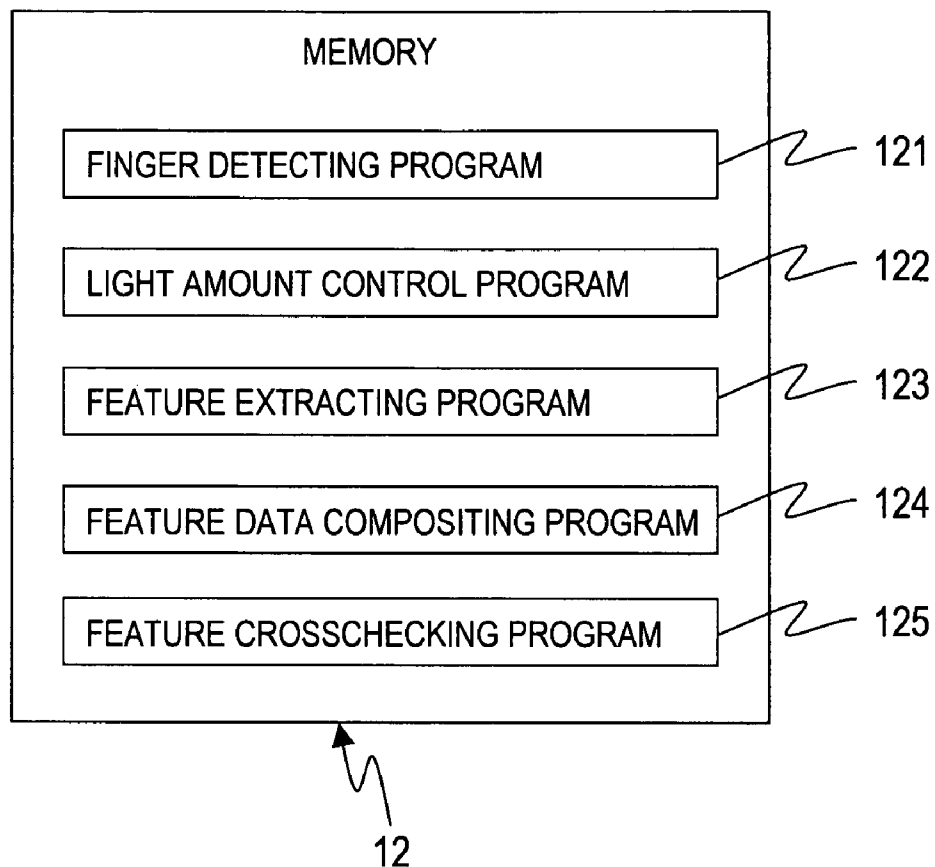 MEMORY
FINGER DETECTING PROGRAM
121
LIGHT AMOUNT CONTROL PROGRAM
122
FEATURE EXTRACTING PROGRAM
123
FEATURE DATA COMPOSITING PROGRAM
124
FEATURE CROSSCHECKING PROGRAM
125
12